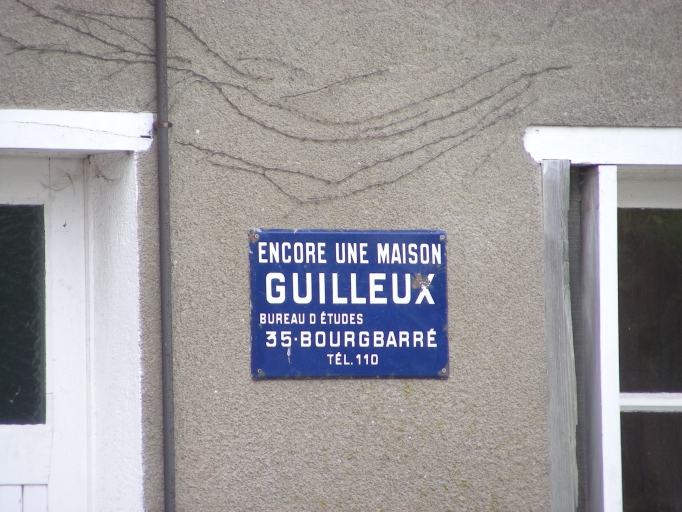 ENCORE UNE MAISON
GUILLEUX
BUREAU D'ÉTUDES
35·BOURGBARRÉ
TÉL. 110